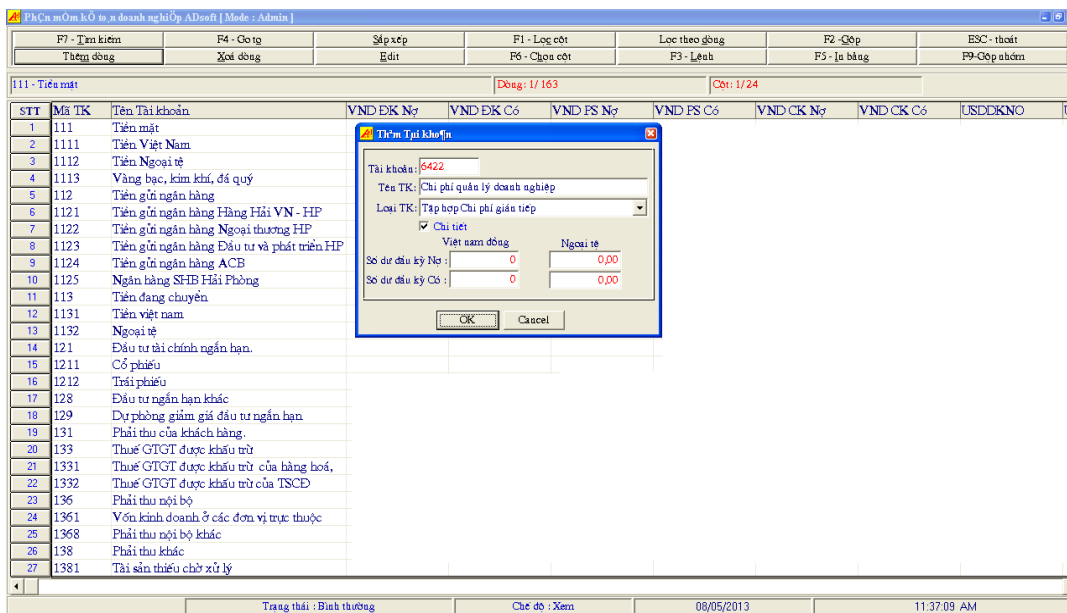 PhÇn mÒm kÕ to¸n doanh nghiÖp ADsoft [ Mode : Admin ]
F7 - Tìm kiếm F4 - Go to Sắp xếp F1 - Lọc cột Lọc theo dòng F2 -Gộp ESC - thoát
Thêm dòng Xoá dòng Edit F6 - Chọn cột F3 - Lệnh F5 - In bảng F9-Gộp nhóm
111 - Tiền mặt Dòng: 1/ 163 Cột: 1/ 24
STT Mã TK Tên Tài khoản VND ĐK Nợ VND ĐK Có VND PS Nợ VND PS Có VND CK Nợ VND CK Có USDDKNO
1 111 Tiền mặt
2 1111 Tiền Việt Nam
3 1112 Tiền Ngoại tệ
4 1113 Vàng bạc, kim khí, đá quý
5 112 Tiền gửi ngân hàng
6 1121 Tiền gửi ngân hàng Hàng Hải VN - HP
7 1122 Tiền gửi ngân hàng Ngoại thương HP
8 1123 Tiền gửi ngân hàng Đầu tư và phát triển HP
9 1124 Tiền gửi ngân hàng ACB
10 1125 Ngân hàng SHB Hải Phòng
11 113 Tiền đang chuyển
12 1131 Tiền việt nam
13 1132 Ngoại tệ
14 121 Đầu tư tài chính ngắn hạn.
15 1211 Cổ phiếu
16 1212 Trái phiếu
17 128 Đầu tư ngắn hạn khác
18 129 Dự phòng giảm giá đầu tư ngắn hạn
19 131 Phải thu của khách hàng.
20 133 Thuế GTGT được khấu trừ
21 1331 Thuế GTGT được khấu trừ của hàng hoá,
22 1332 Thuế GTGT được khấu trừ của TSCĐ
23 136 Phải thu nội bộ
24 1361 Vốn kinh doanh ở các đơn vị trực thuộc
25 1368 Phải thu nội bộ khác
26 138 Phải thu khác
27 1381 Tài sản thiếu chờ xử lý
Thªm Tµi kho¶n
Tài khoản: 6422
Tên TK: Chi phí quản lý doanh nghiệp
Loại TK: Tập hợp Chi phí gián tiếp
Chi tiết
Việt nam đồng Ngoại tệ
Số dư đầu kỳ Nợ : 0 0,00
Số dư đầu kỳ Có : 0 0,00
OK Cancel
Trạng thái : Bình thường Chế độ : Xem 08/05/2013 11:37:09 AM